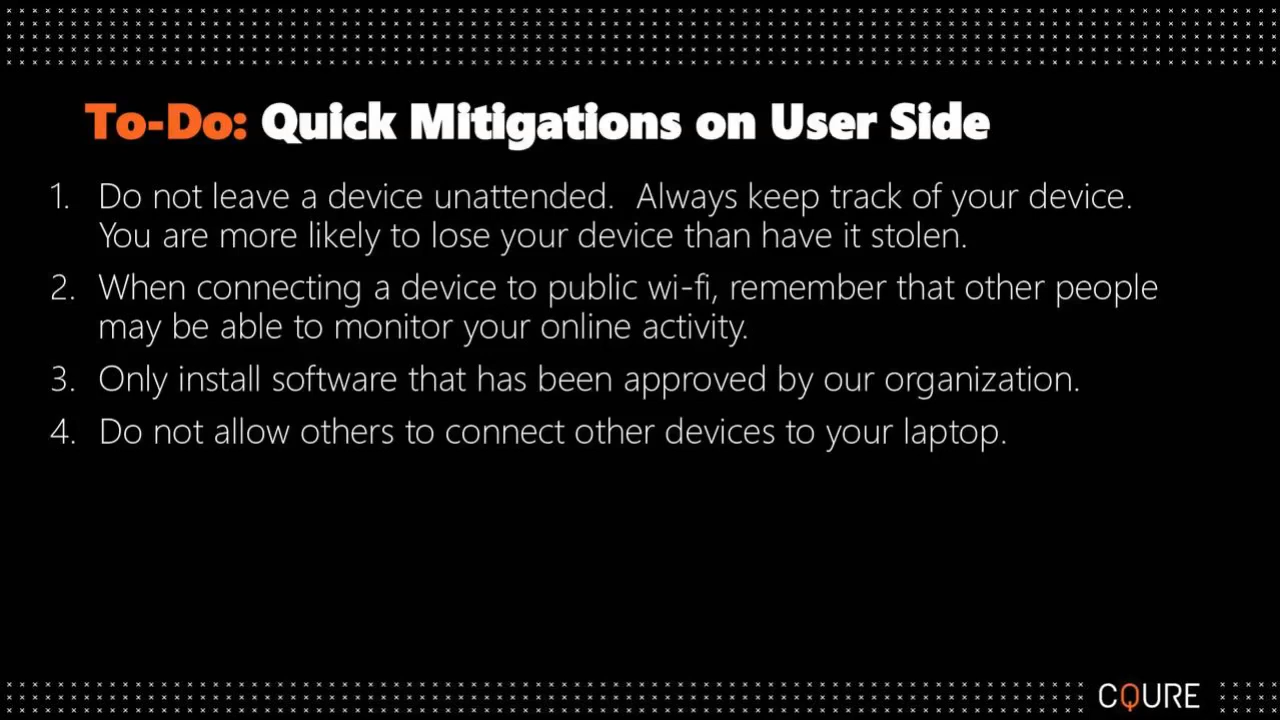 To-Do: Quick Mitigations on User Side
1. Do not leave a device unattended.  Always keep track of your device.
You are more likely to lose your device than have it stolen.
2. When connecting a device to public wi-fi, remember that other people
may be able to monitor your online activity.
3. Only install software that has been approved by our organization.
4. Do not allow others to connect other devices to your laptop.
CQURE